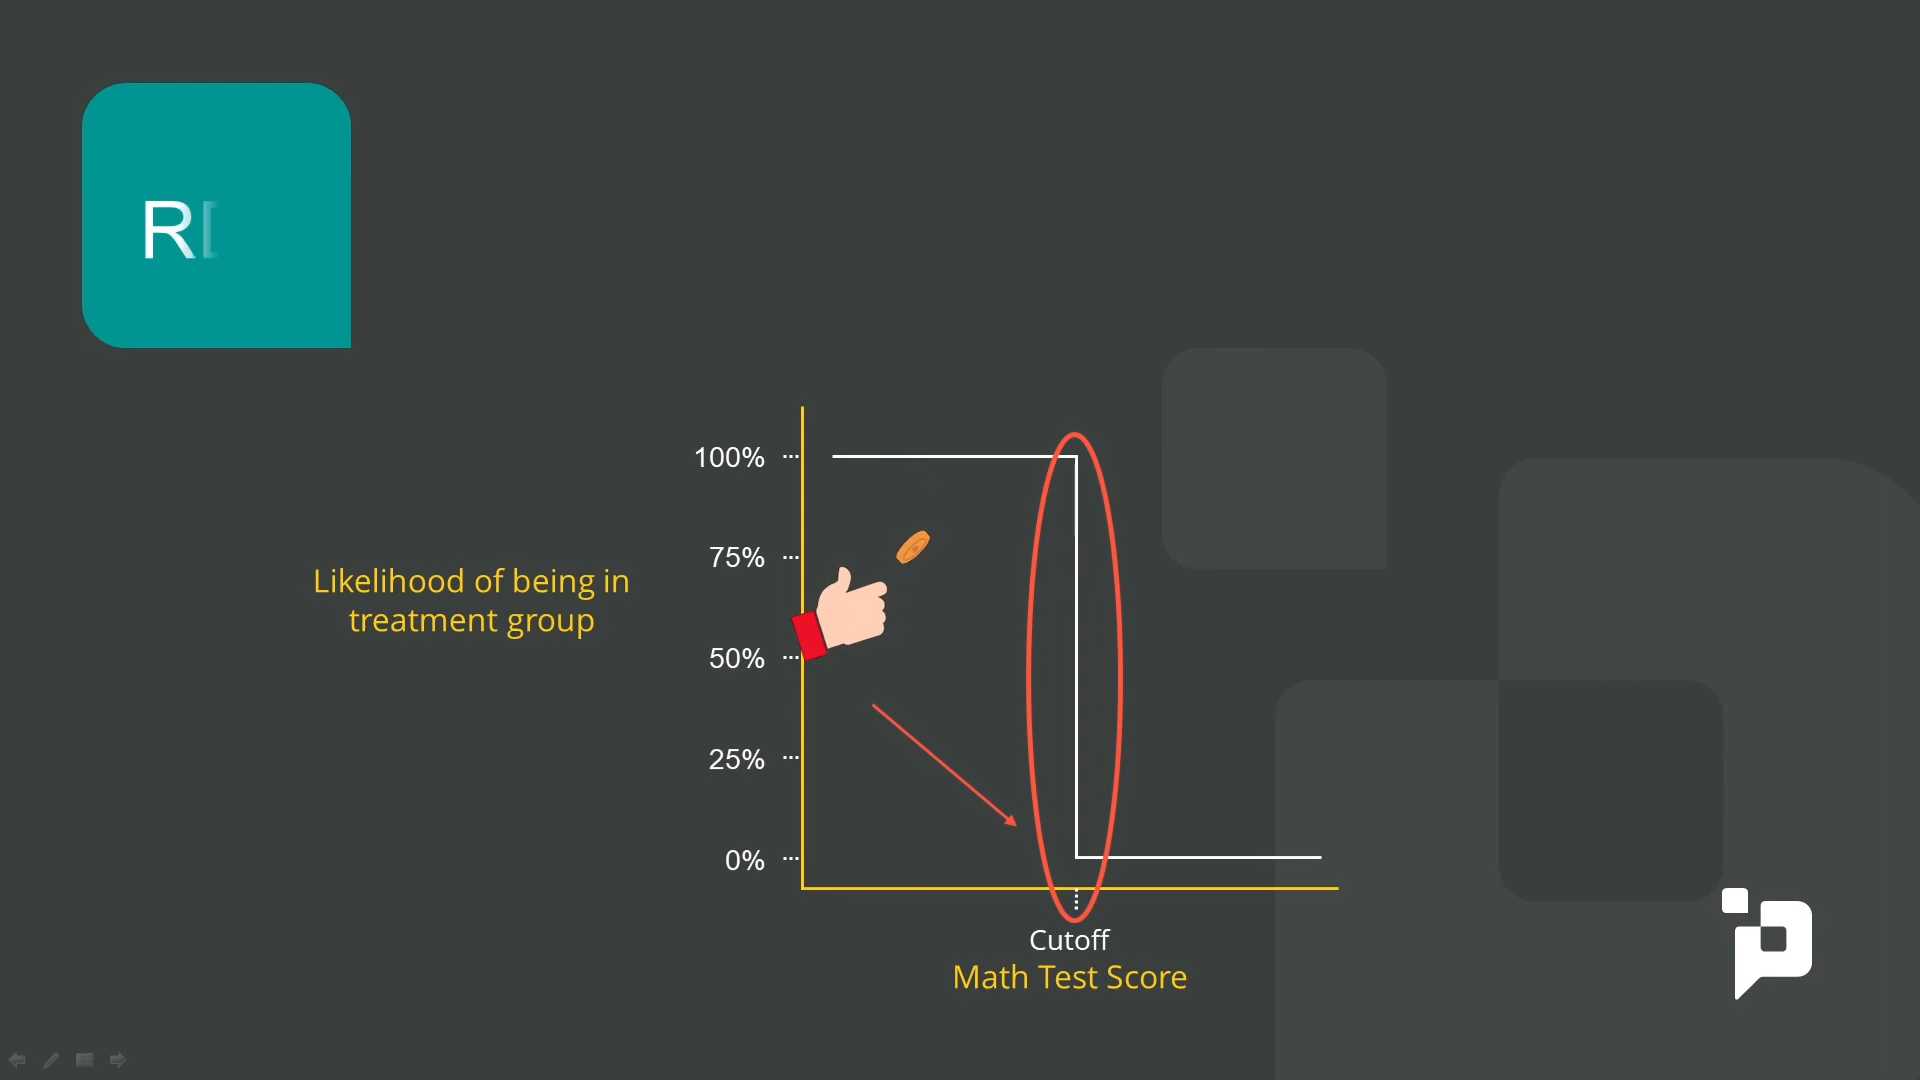 RD
100%
75%
Likelihood of being in
treatment group
50%
25%
0%
Cutoff
Math Test Score